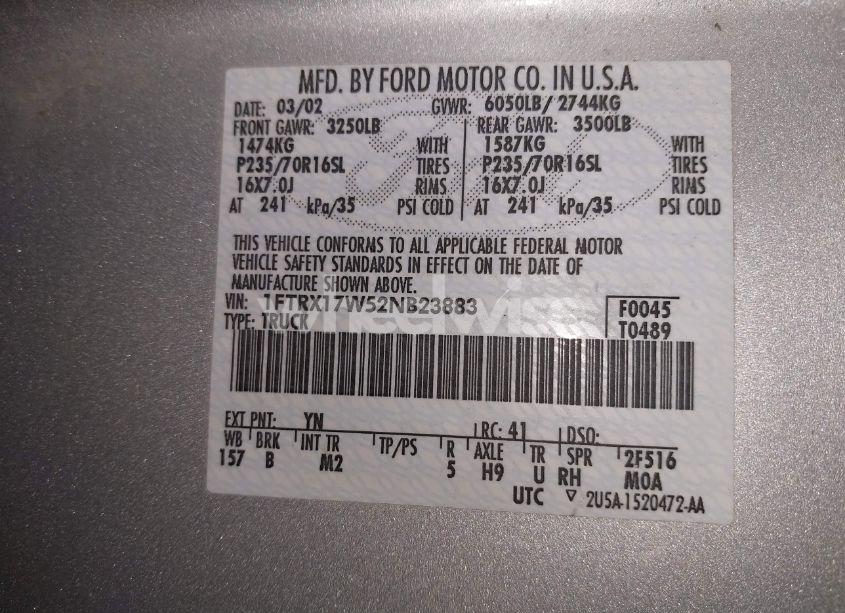 MFD. BY FORD MOTOR CO. IN U.S.A.
DATE: 03/02 GVWR: 6050LB/ 2744KG
FRONT GAWR: 3250LB REAR GAWR: 3500LB
1474KG WITH 1587KG WITH
P235/70R16SL TIRES P235/70R16SL TIRES
16X7.0J RIMS 16X7.0J RIMS
AT 241 kPa/35 PSI COLD AT 241 kPa/35 PSI COLD
THIS VEHICLE CONFORMS TO ALL APPLICABLE FEDERAL MOTOR
VEHICLE SAFETY STANDARDS IN EFFECT ON THE DATE OF
MANUFACTURE SHOWN ABOVE.
VIN: 1FTRX17W52NB23883 F0045
TYPE: TRUCK T0489
wheelwise
EXT PNT: YN RC: 41 DSO:
WB BRK INT TR TP/PS R AXLE TR SPR 2F516
157 B M2 5 H9 U RH M0A
UTC ▽ 2U5A-1520472-AA